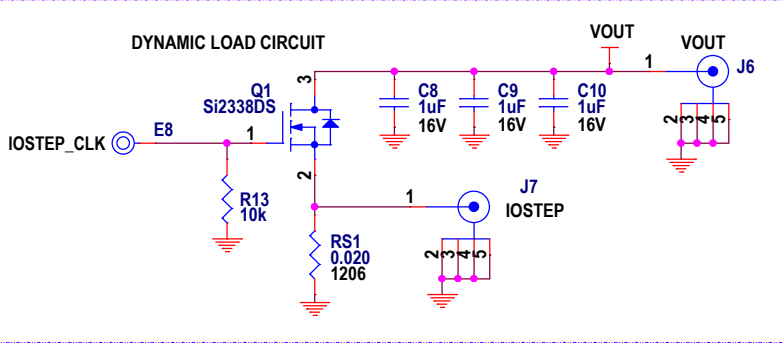 DYNAMIC LOAD CIRCUIT
VOUT
VOUT
1
J6
3
Q1
Si2338DS
C8
1uF
16V
C9
1uF
16V
C10
1uF
16V
2
3
4
5
IOSTEP_CLK
E8
1
2
R13
10k
1
J7
IOSTEP
RS1
0.020
1206
2
3
4
5